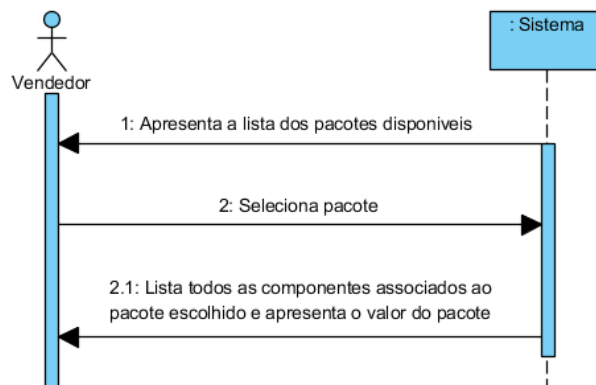 : Sistema
Vendedor
1: Apresenta a lista dos pacotes disponiveis
2: Seleciona pacote
2.1: Lista todos as componentes associados ao
pacote escolhido e apresenta o valor do pacote